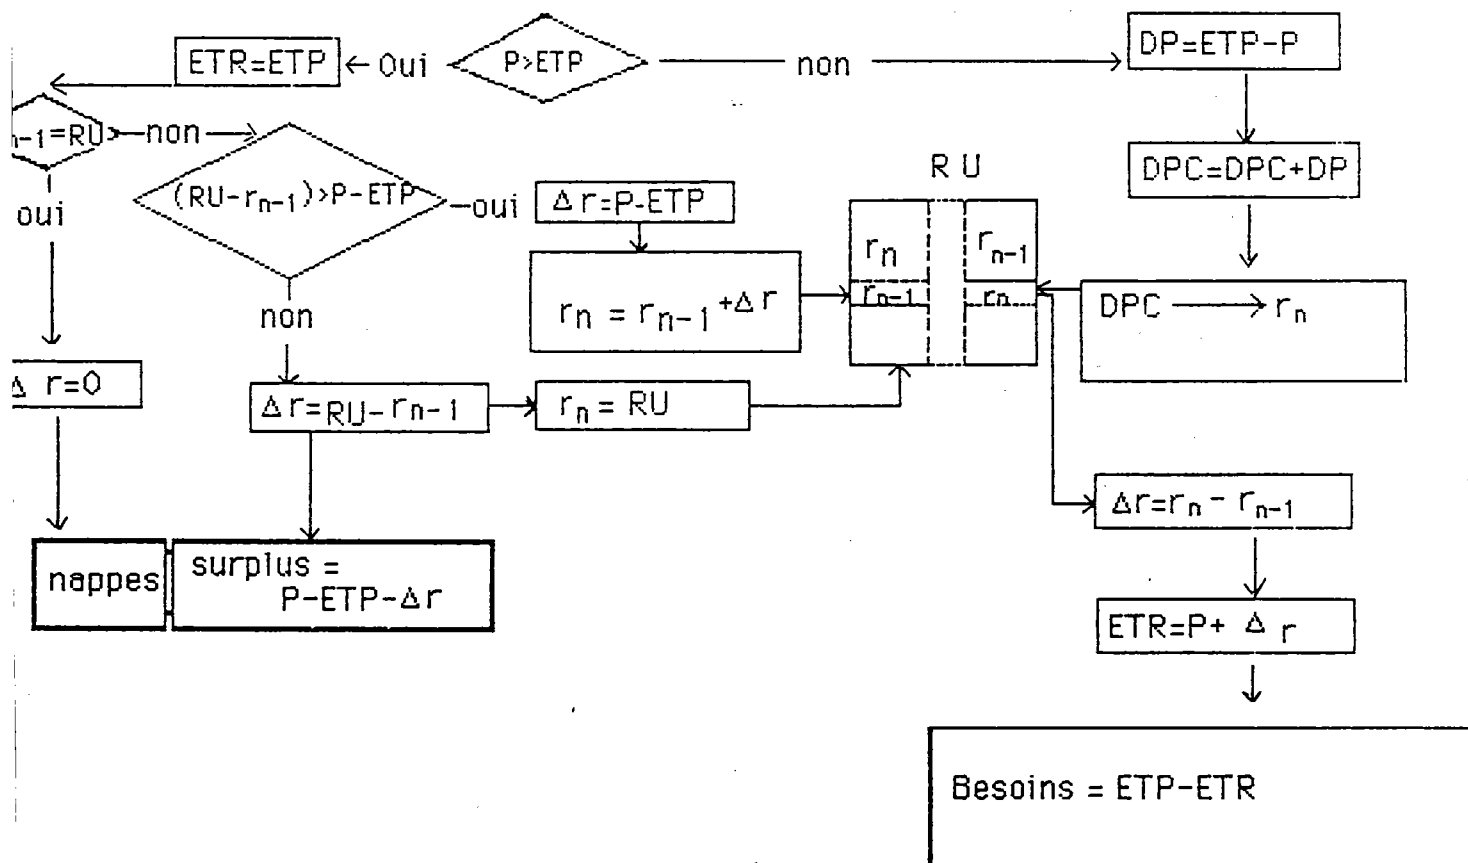 ETR=ETP
Oui
P>ETP
non
DP=ETP-P
n-1=RU
non
oui
(RU-rn-1)>P-ETP
oui
non
Δr=P-ETP
rn = rn-1+Δr
RU
rn
rn-1
rn-1
rn
DPC=DPC+DP
DPC → rn
Δ r=0
Δr=RU-rn-1
rn = RU
nappes
surplus =
P-ETP-Δr
Δr=rn- rn-1
ETR=P+ Δ r
Besoins = ETP-ETR